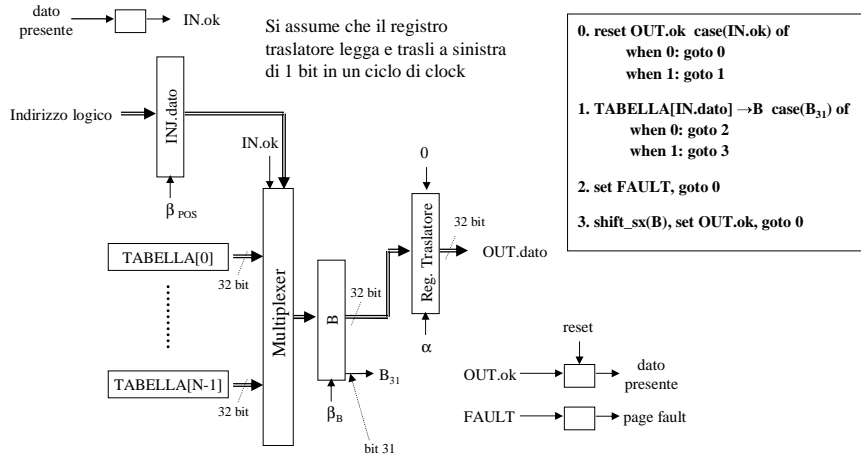 dato
presente
IN.ok
Si assume che il registro
traslatore legga e trasli a sinistra
di 1 bit in un ciclo di clock
0. reset OUT.ok case(IN.ok) of
when 0: goto 0
when 1: goto 1
1. TABELLA[IN.dato] →B case(B31) of
when 0: goto 2
when 1: goto 3
2. set FAULT, goto 0
3. shift_sx(B), set OUT.ok, goto 0
Indirizzo logico
INJ.dato
β POS
IN.ok
0
TABELLA[0]
32 bit
Multiplexer
B
32 bit
Reg. Traslatore
32 bit
OUT.dato
α
TABELLA[N-1]
32 bit
B31
βB
bit 31
reset
OUT.ok
dato
presente
FAULT
page fault